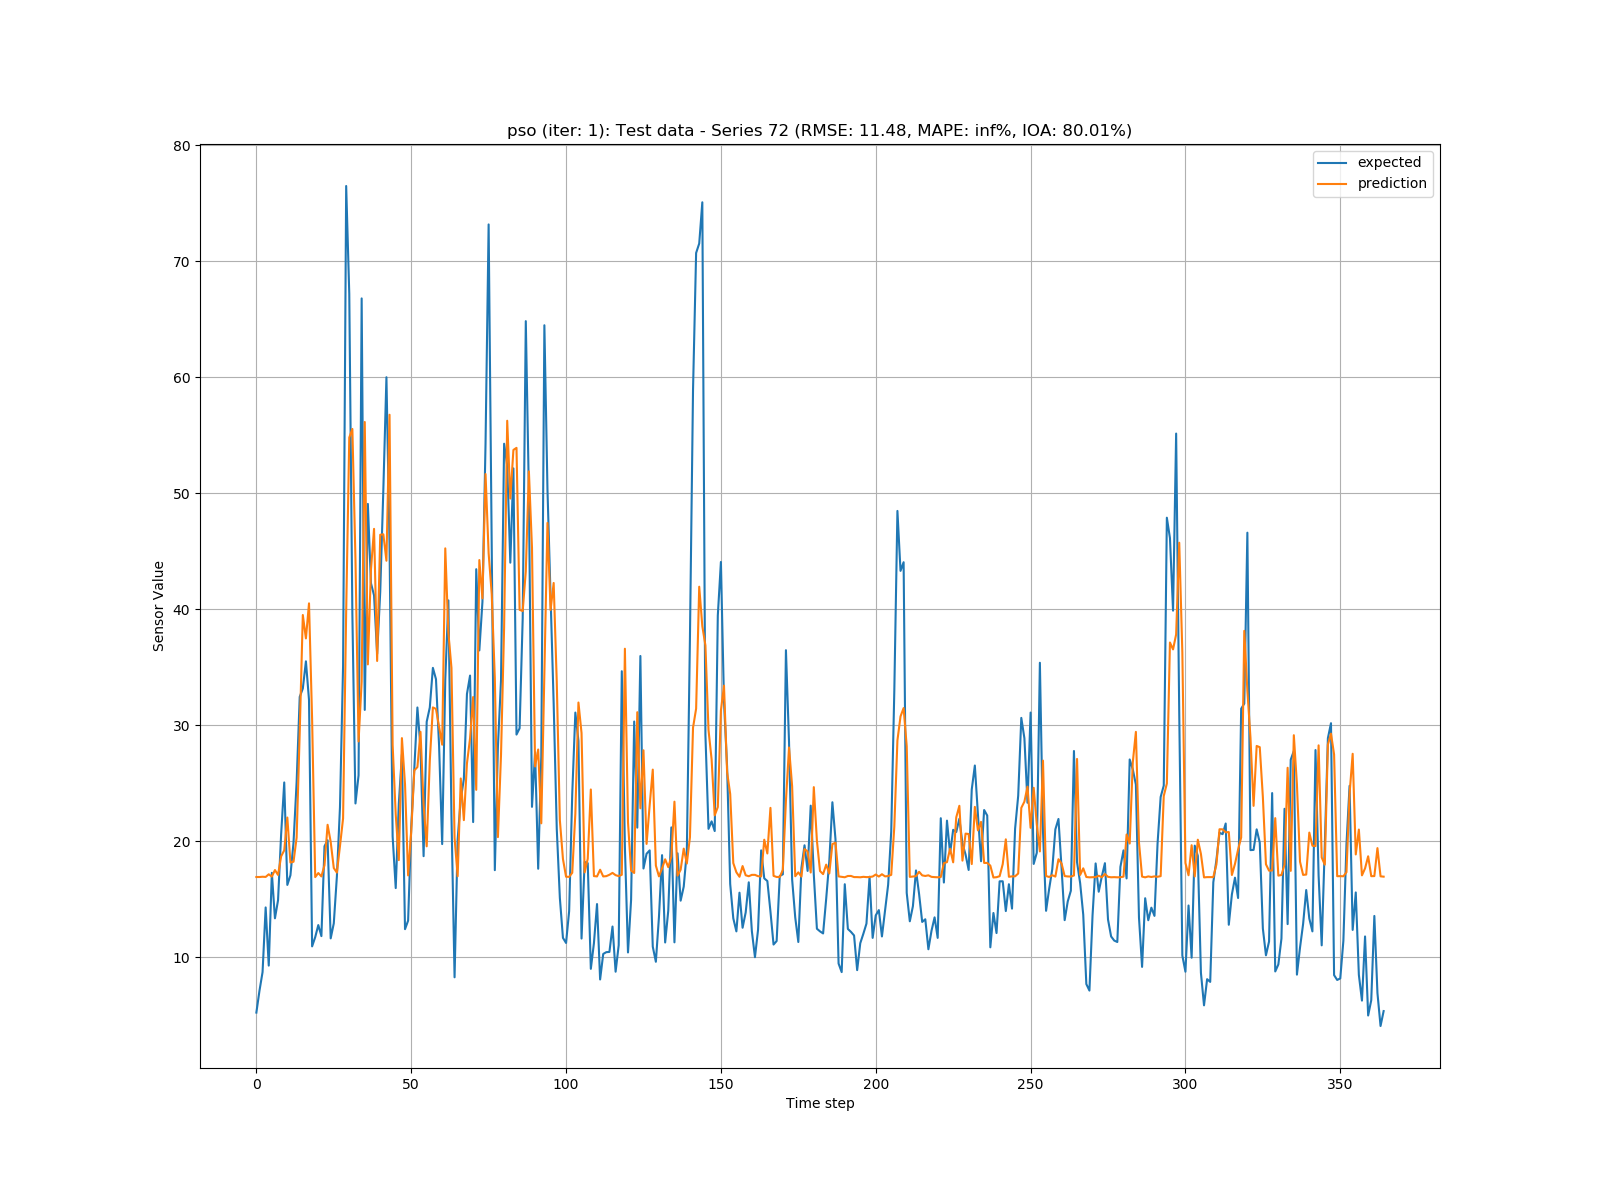 pso (iter: 1): Test data - Series 72 (RMSE: 11.48, MAPE: inf%, IOA: 80.01%)
expected
prediction
80
70
60
50
40
30
20
10
Sensor Value
0 50 100 150 200 250 300 350
Time step